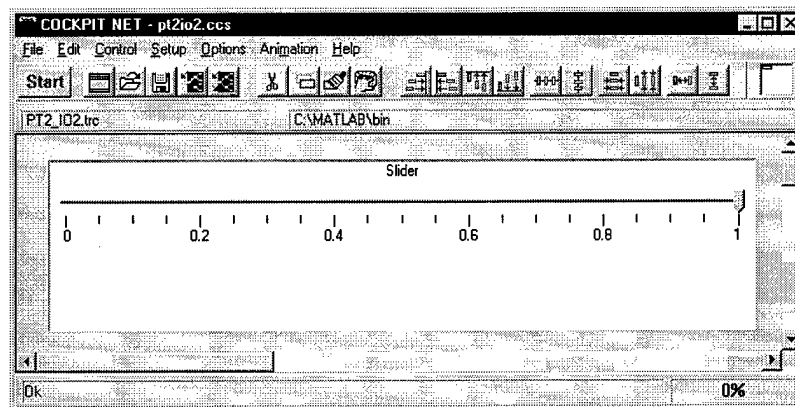 COCKPIT NET - pt2io2.ccs
File Edit Control Setup Options Animation Help
Start
PT2_IO2.trc C:\MATLAB\bin
Slider
0 0.2 0.4 0.6 0.8 1
Ok 0%